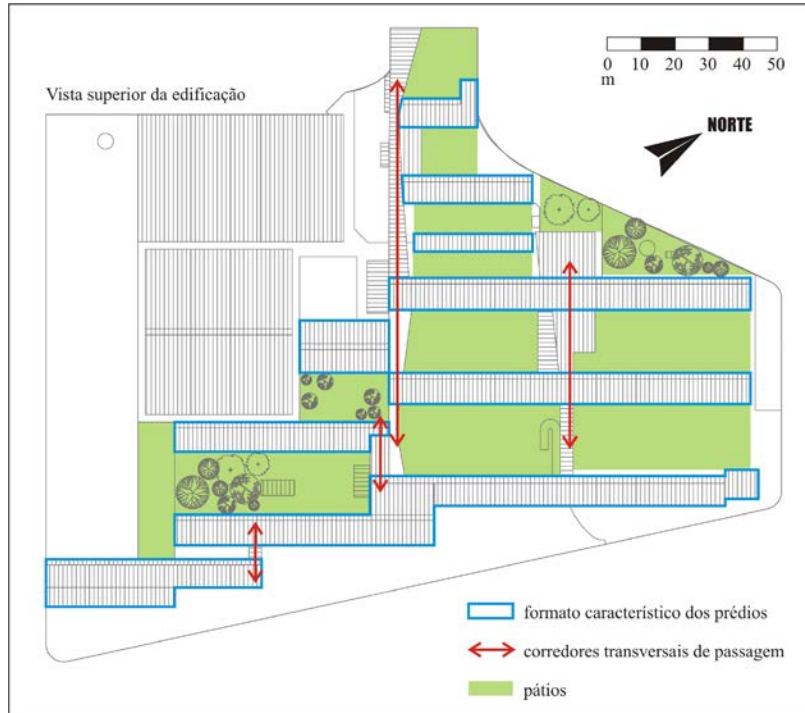 0 10 20 30 40 50
m
Vista superior da edificação
NORTE
formato característico dos prédios
corredores transversais de passagem
pátios